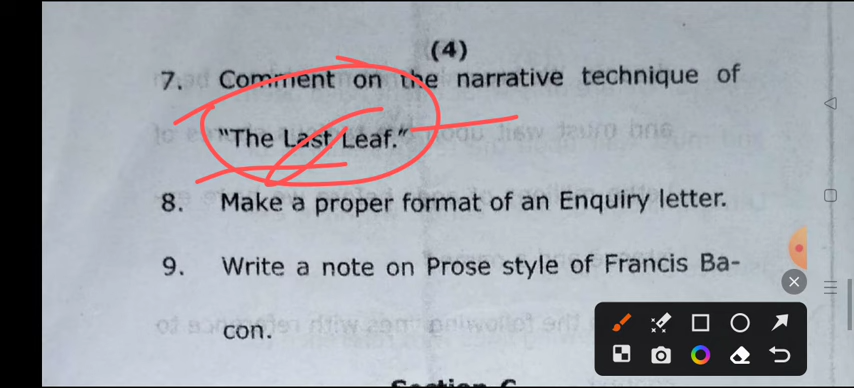 (4)
7. Comment on the narrative technique of
"The Last Leaf."
8. Make a proper format of an Enquiry letter.
9. Write a note on Prose style of Francis Ba-
con.